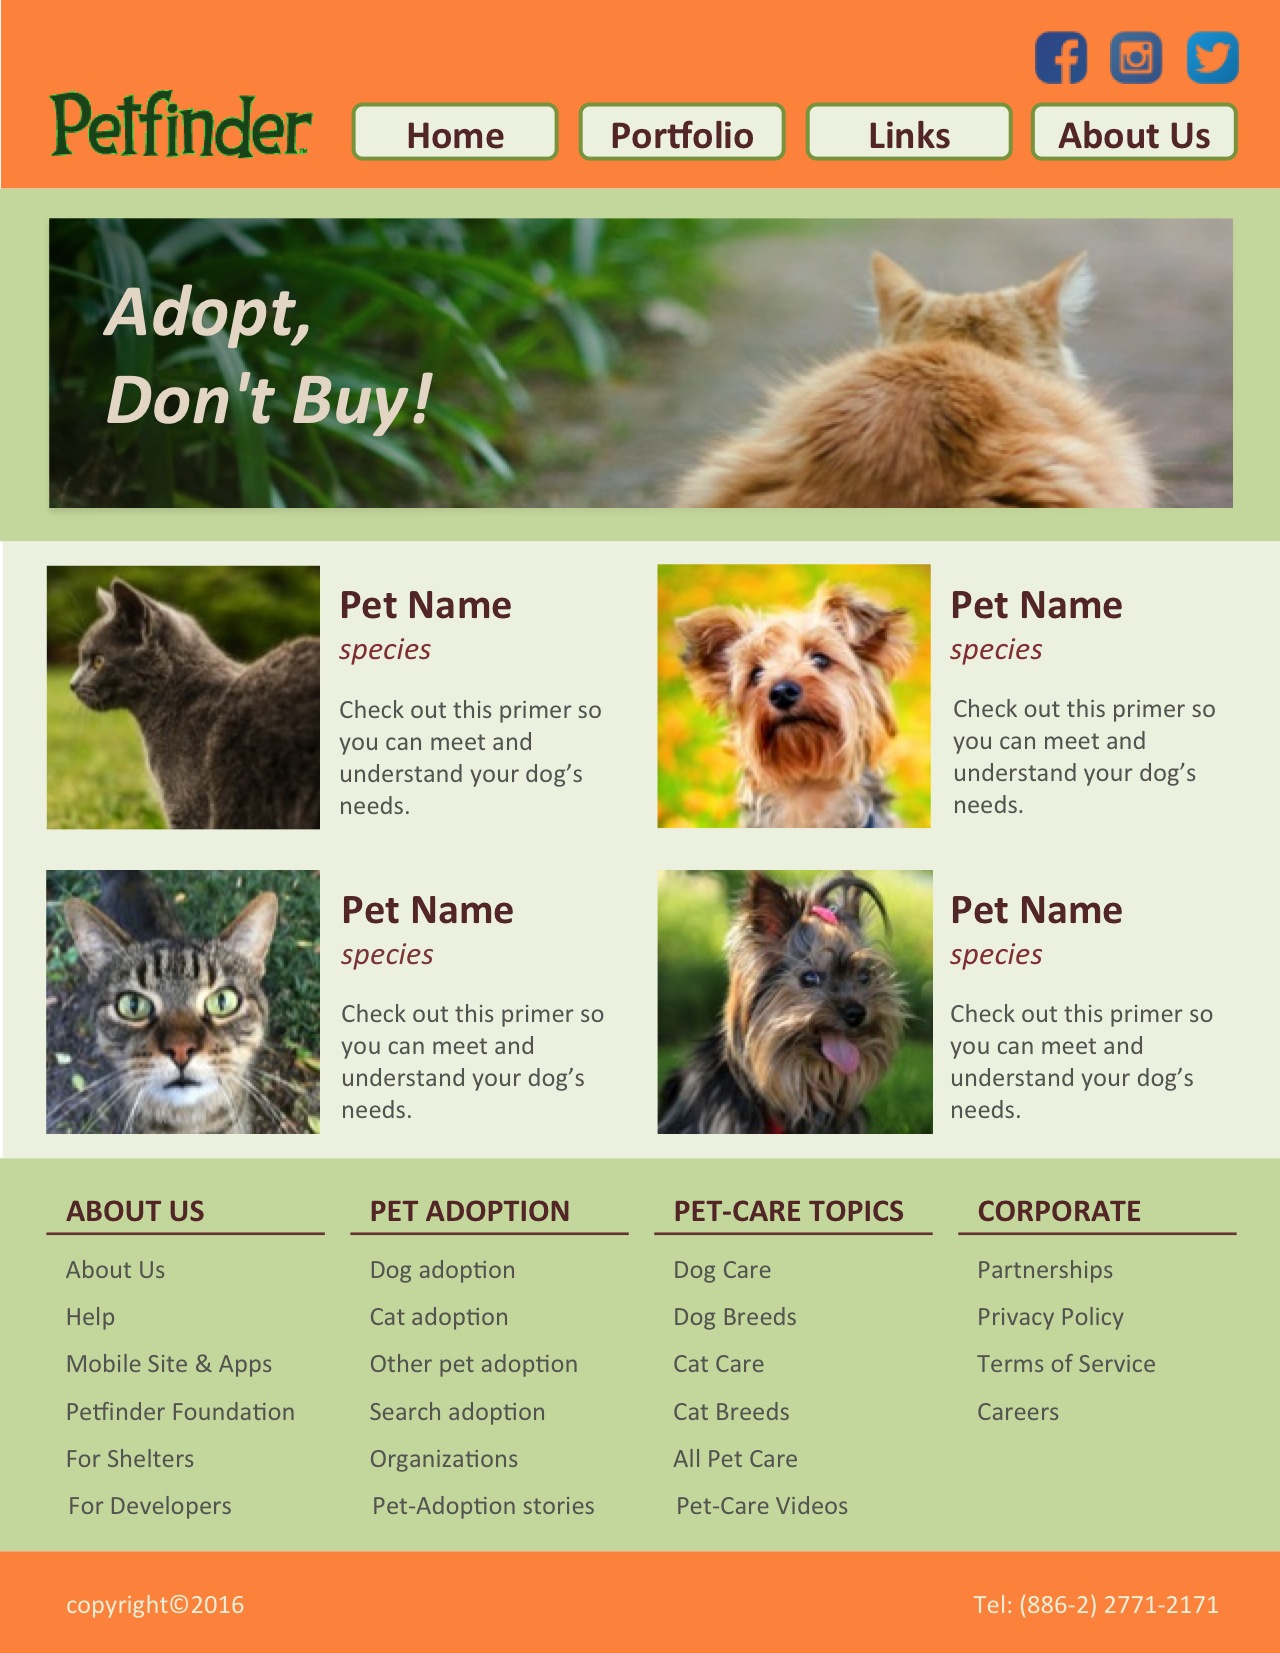 Petfinder
Home
Portfolio
Links
About Us
Adopt,
Don't Buy!
Pet Name
species
Check out this primer so
you can meet and
understand your dog’s
needs.
Pet Name
species
Check out this primer so
you can meet and
understand your dog’s
needs.
Pet Name
species
Check out this primer so
you can meet and
understand your dog’s
needs.
Pet Name
species
Check out this primer so
you can meet and
understand your dog’s
needs.
ABOUT US
About Us
Help
Mobile Site & Apps
Petfinder Foundation
For Shelters
For Developers
PET ADOPTION
Dog adoption
Cat adoption
Other pet adoption
Search adoption
Organizations
Pet-Adoption stories
PET-CARE TOPICS
Dog Care
Dog Breeds
Cat Care
Cat Breeds
All Pet Care
Pet-Care Videos
CORPORATE
Partnerships
Privacy Policy
Terms of Service
Careers
copyright©2016
Tel: (886-2) 2771-2171